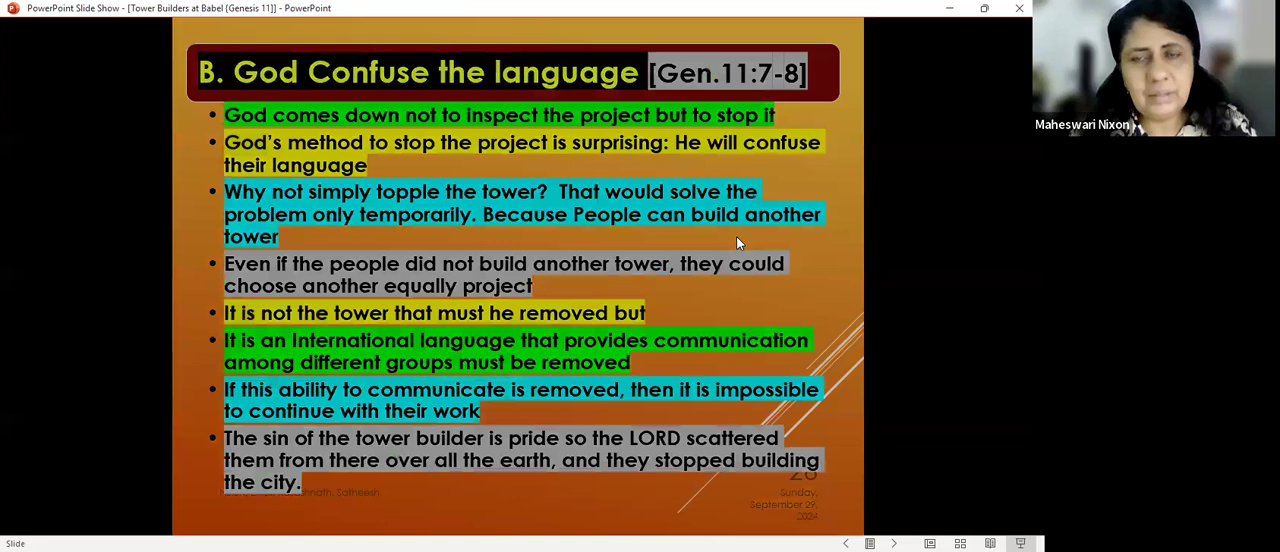 PowerPoint Slide Show - [Tower Builders at Babel {Genesis 11}] - PowerPoint
B. God Confuse the language [Gen.11:7-8]
Maheswari Nixon
• God comes down not to inspect the project but to stop it
• God's method to stop the project is surprising: He will confuse
their language
• Why not simply topple the tower? That would solve the
problem only temporarily. Because People can build another
tower
• Even if the people did not build another tower, they could
choose another equally project
• It is not the tower that must he removed but
• It is an International language that provides communication
among different groups must be removed
• If this ability to communicate is removed, then it is impossible
to continue with their work
• The sin of the tower builder is pride so the LORD scattered
them from there over all the earth, and they stopped building
the city.
Satheesh
Sunday,
September 29,
2024
Slide